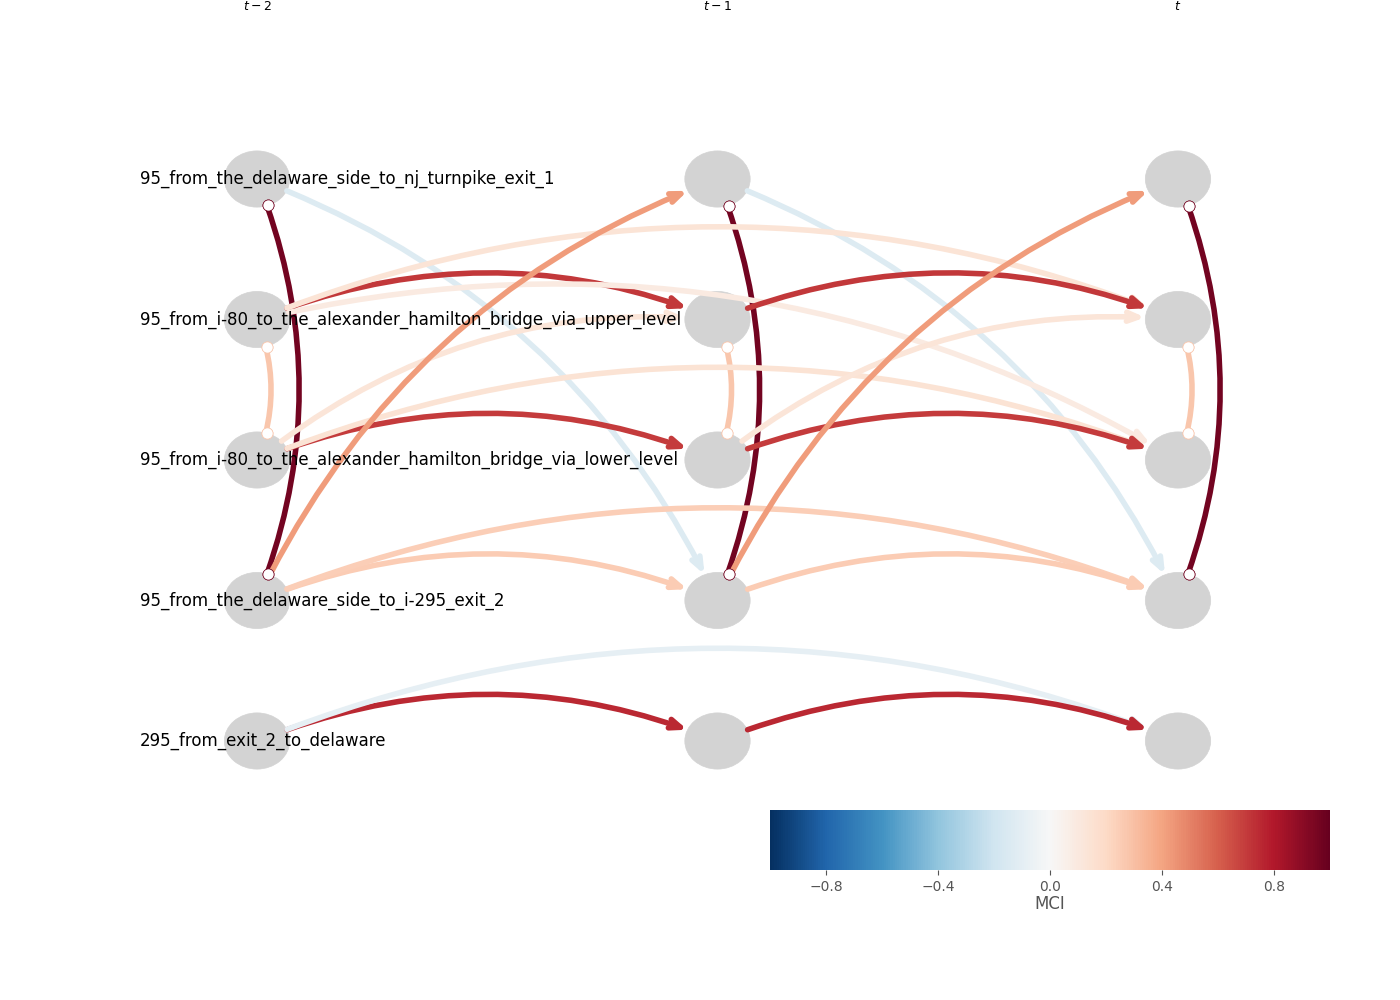 t − 2
t − 1
t
95_from_the_delaware_side_to_nj_turnpike_exit_1
95_from_i-80_to_the_alexander_hamilton_bridge_via_upper_level
95_from_i-80_to_the_alexander_hamilton_bridge_via_lower_level
95_from_the_delaware_side_to_i-295_exit_2
295_from_exit_2_to_delaware
−0.8
−0.4
0.0
0.4
0.8
MCI